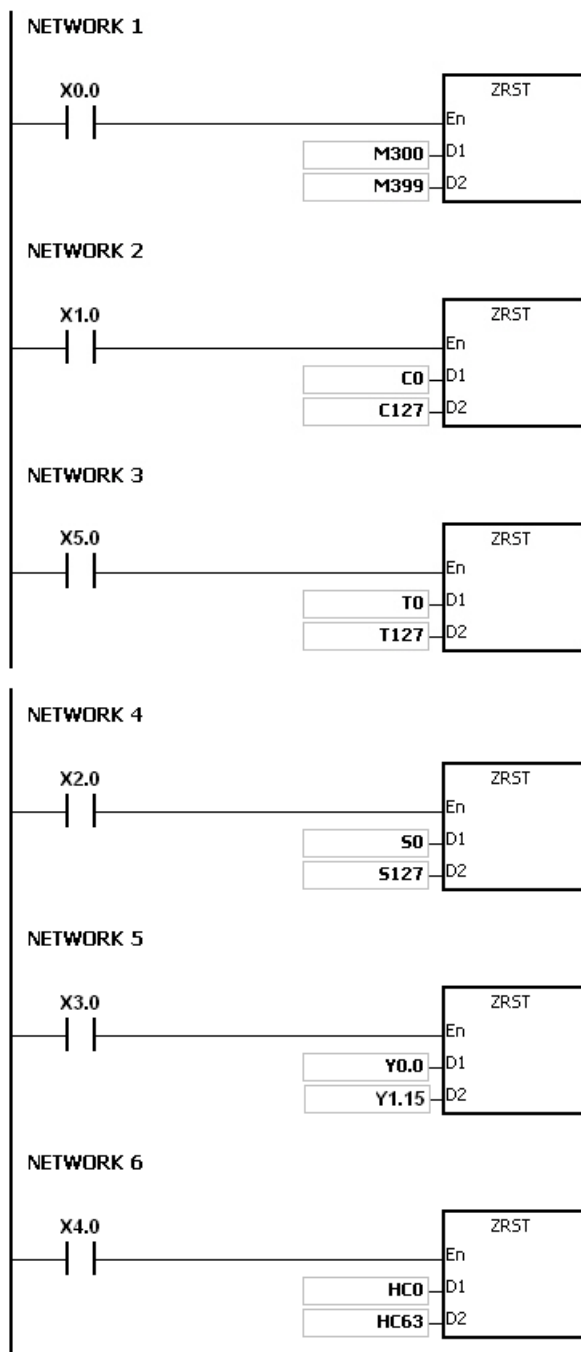 NETWORK 1
X0.0
ZRST
En
M300 D1
M399 D2
NETWORK 2
X1.0
ZRST
En
C0 D1
C127 D2
NETWORK 3
X5.0
ZRST
En
T0 D1
T127 D2
NETWORK 4
X2.0
ZRST
En
S0 D1
S127 D2
NETWORK 5
X3.0
ZRST
En
Y0.0 D1
Y1.15 D2
NETWORK 6
X4.0
ZRST
En
HC0 D1
HC63 D2